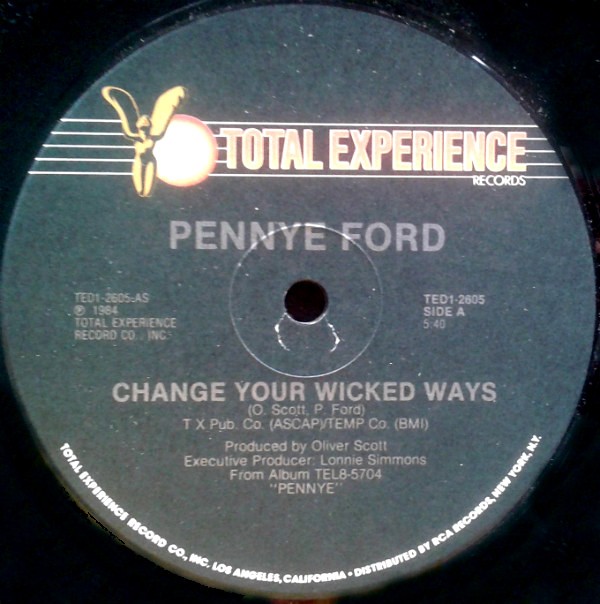 TOTAL EXPERIENCE
RECORDS
PENNYE FORD
TED1-2605-AS
℗ 1984
TOTAL EXPERIENCE
RECORD CO., INC.
TED1-2605
SIDE A
5:40
CHANGE YOUR WICKED WAYS
(O. Scott, P. Ford)
T X Pub. Co. (ASCAP)/TEMP Co. (BMI)
Produced by Oliver Scott
Executive Producer: Lonnie Simmons
From Album TEL8-5704
"PENNYE"
TOTAL EXPERIENCE RECORD CO., INC. LOS ANGELES, CALIFORNIA • DISTRIBUTED BY RCA RECORDS, NEW YORK, N.Y.